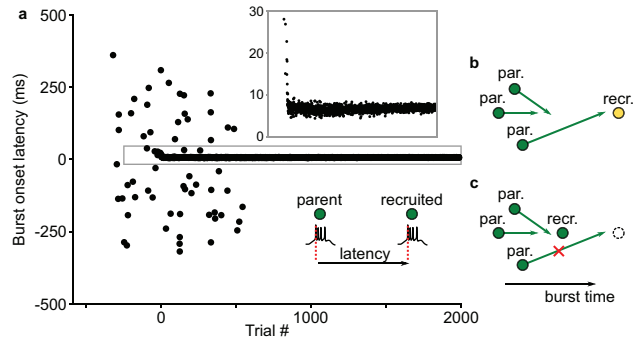 a
Burst onset latency (ms)
500
250
0
-250
-500
0
1000
2000
Trial #
30
20
10
0
parent
recruited
latency
b
par.
par.
par.
recr.
c
par.
par.
recr.
par.
burst time